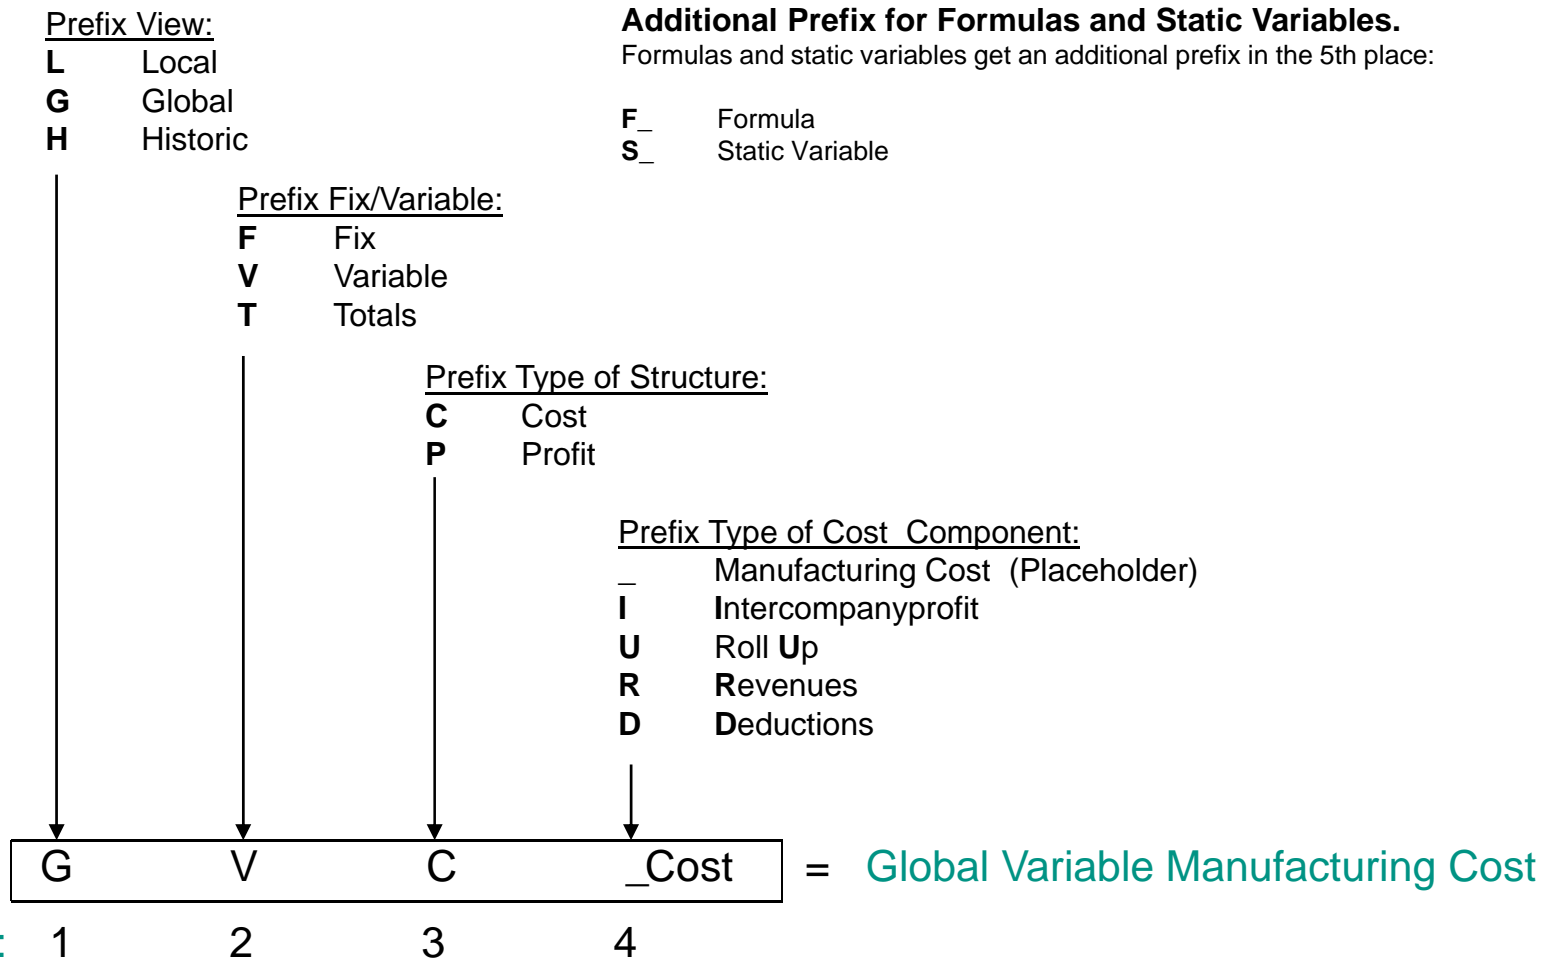 Prefix View:
L Local
G Global
H Historic
Additional Prefix for Formulas and Static Variables.
Formulas and static variables get an additional prefix in the 5th place:
F_ Formula
S_ Static Variable
Prefix Fix/Variable:
F Fix
V Variable
T Totals
Prefix Type of Structure:
C Cost
P Profit
Prefix Type of Cost Component:
_ Manufacturing Cost (Placeholder)
I Intercompanyprofit
U Roll Up
R Revenues
D Deductions
G V C _Cost = Global Variable Manufacturing Cost
: 1 2 3 4